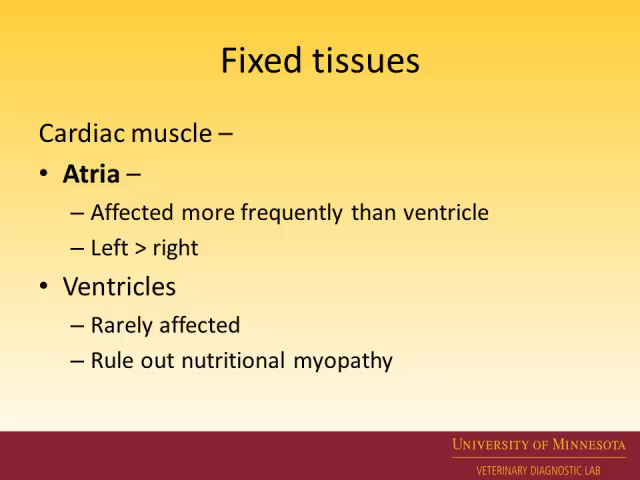 Fixed tissues
Cardiac muscle –
• Atria –
– Affected more frequently than ventricle
– Left > right
• Ventricles
– Rarely affected
– Rule out nutritional myopathy
UNIVERSITY OF MINNESOTA
VETERINARY DIAGNOSTIC LAB